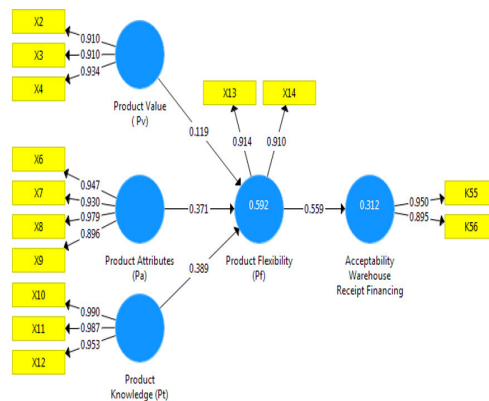 X2
X3
X4
0.910
0.910
0.934
Product Value
( Pv)
X13
X14
0.914
0.910
0.119
X6
X7
X8
X9
0.947
0.930
0.979
0.896
Product Attributes
(Pa)
0.371
0.592
Product Flexibility
(Pf)
0.559
0.312
Acceptability
Warehouse
Receipt Financing
0.950
0.895
K55
K56
0.389
X10
X11
X12
0.990
0.987
0.953
Product
Knowledge (Pt)